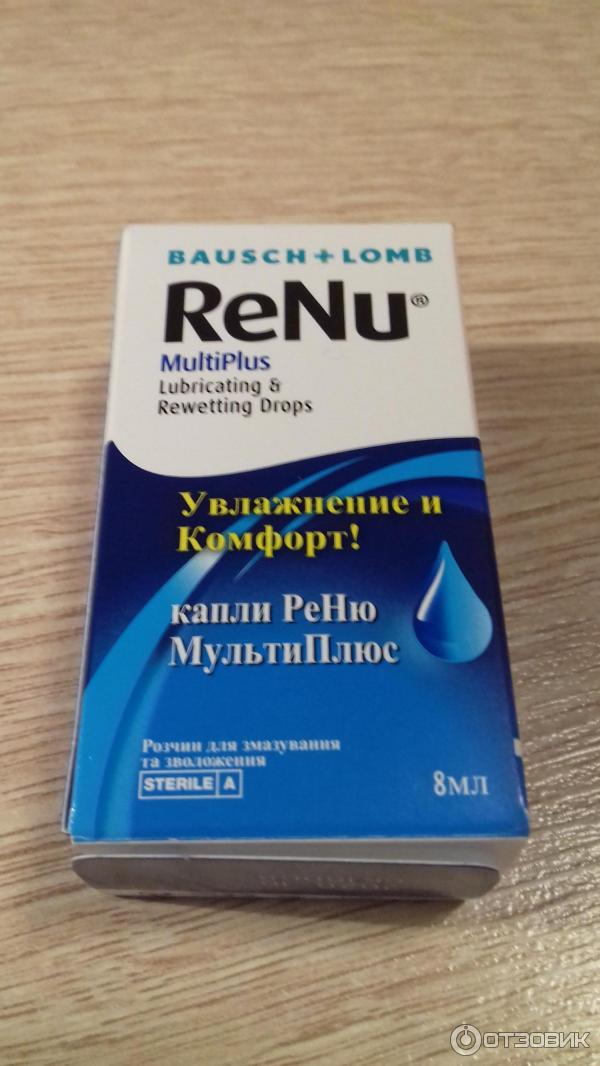 BAUSCH + LOMB
ReNu®
MultiPlus
Lubricating &
Rewetting Drops
Увлажнение и
Комфорт!
капли РеНю
МультиПлюс
Розчин для змазування
та зволоження
STERILE A
8мл
ОТЗОВИК